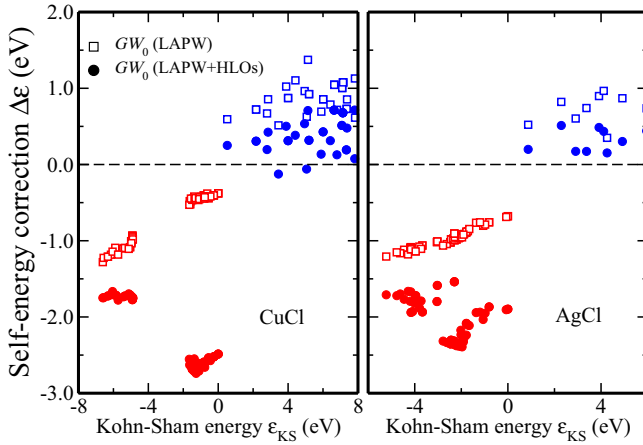 Self-energy correction Δε (eV)
2.0
1.0
0.0
-1.0
-2.0
-3.0
GW0 (LAPW)
GW0 (LAPW+HLOs)
CuCl
AgCl
-8 -4 0 4 8
-4 0 4
Kohn-Sham energy εKS (eV)
Kohn-Sham energy εKS (eV)